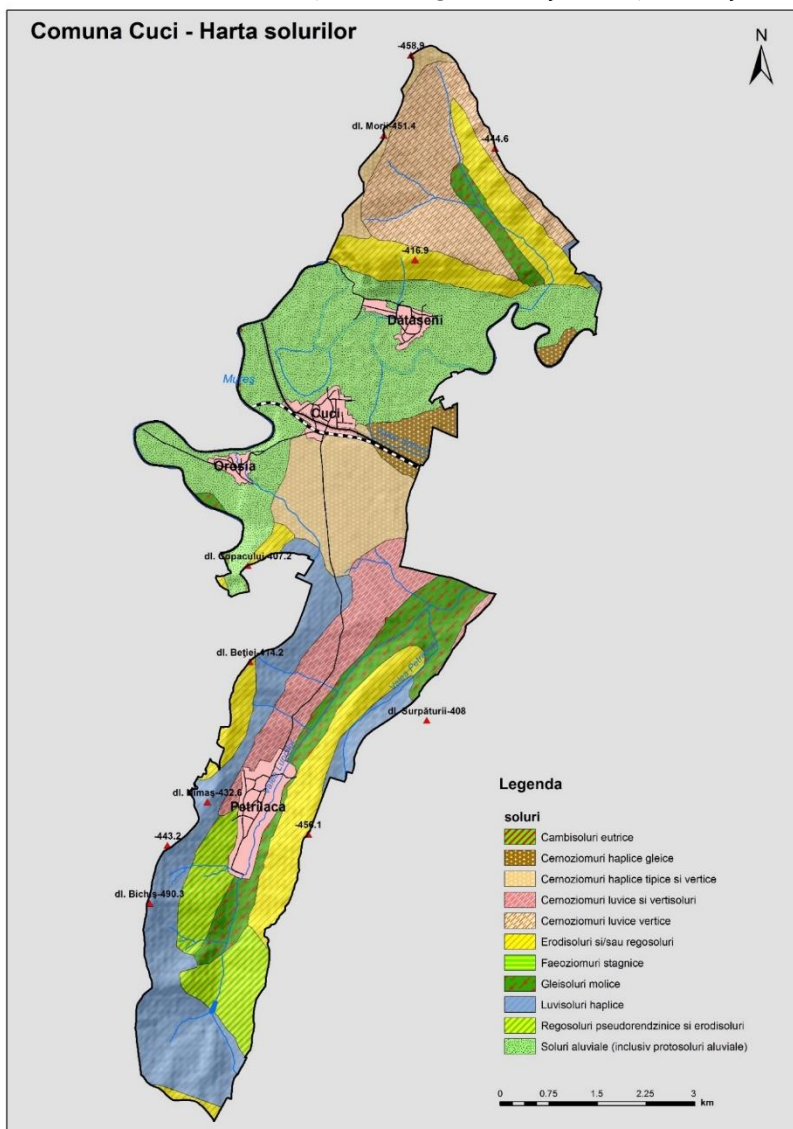 Comuna Cuci - Harta solurilor
N
-458.9
dl. Morii-451.4
-444.6
-416.9
Dătășeni
Mureș
Cuci
Orosia
dl. Copacului-407.2
dl. Beției-414.2
dl. Surpăturii-408
dl. Dimaș-432.6
Petrilaca
-456.1
-443.2
dl. Bichiș-490.3
Legenda
soluri
Cambisoluri eutrice
Cernoziomuri haplice gleice
Cernoziomuri haplice tipice si vertice
Cernoziomuri luvice si vertisoluri
Cernoziomuri luvice vertice
Erodisoluri si/sau regosoluri
Faeoziomuri stagnice
Gleisoluri molice
Luvisoluri haplice
Regosoluri pseudorendzinice si erodisoluri
Soluri aluviale (inclusiv protosoluri aluviale)
0 0.75 1.5 2.25 3
km